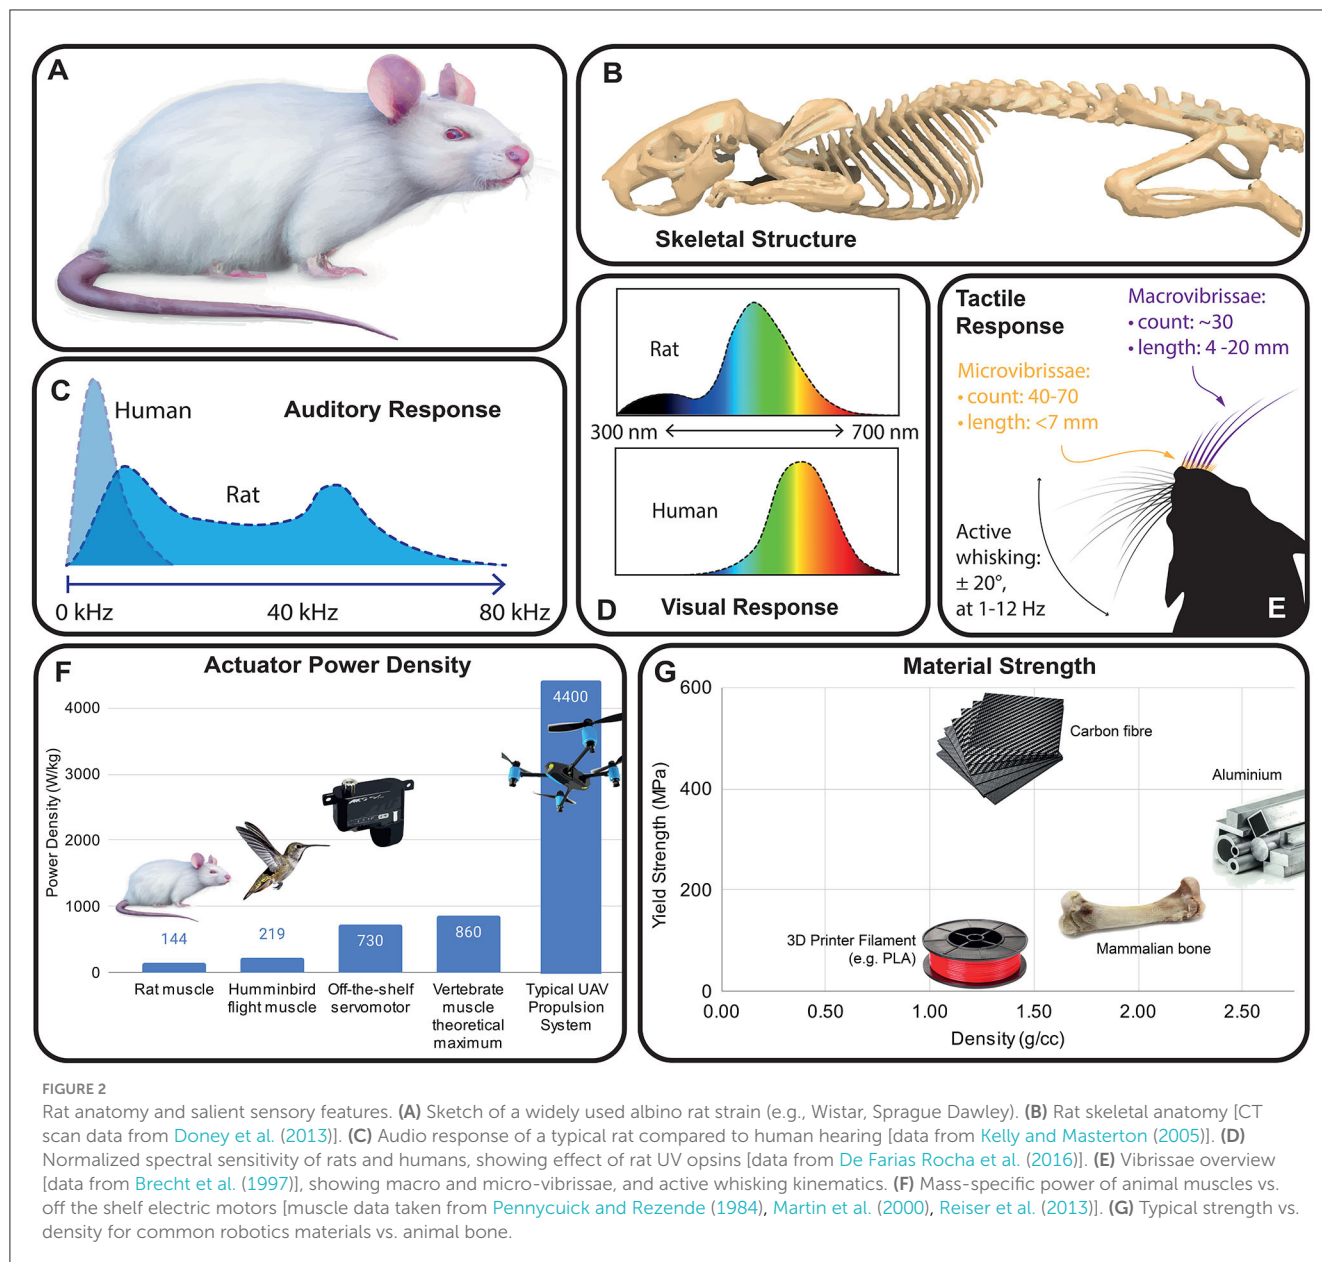 A
B
Skeletal Structure
C
Human
Auditory Response
Rat
0 kHz
40 kHz
80 kHz
Rat
300 nm
700 nm
Human
D
Visual Response
Tactile
Response
Macrovibrissae:
• count: ~30
• length: 4 -20 mm
Microvibrissae:
• count: 40-70
• length: <7 mm
Active
whisking:
± 20°,
at 1-12 Hz
E
F
Actuator Power Density
Power Density (W/kg)
4000
3000
2000
1000
0
144
219
730
860
4400
Rat muscle
Humminbird
flight muscle
Off-the-shelf
servomotor
Vertebrate
muscle
theoretical
maximum
Typical UAV
Propulsion
System
G
Material Strength
Yield Strength (MPa)
600
400
200
0
Carbon fibre
Aluminium
3D Printer Filament
(e.g. PLA)
Mammalian bone
0.00
0.50
1.00
1.50
2.00
2.50
Density (g/cc)
FIGURE 2
Rat anatomy and salient sensory features. (A) Sketch of a widely used albino rat strain (e.g., Wistar, Sprague Dawley). (B) Rat skeletal anatomy [CT
scan data from Doney et al. (2013)]. (C) Audio response of a typical rat compared to human hearing [data from Kelly and Masterton (2005)]. (D)
Normalized spectral sensitivity of rats and humans, showing effect of rat UV opsins [data from De Farias Rocha et al. (2016)]. (E) Vibrissae overview
[data from Brecht et al. (1997)], showing macro and micro-vibrissae, and active whisking kinematics. (F) Mass-specific power of animal muscles vs.
off the shelf electric motors [muscle data taken from Pennycuick and Rezende (1984), Martin et al. (2000), Reiser et al. (2013)]. (G) Typical strength vs.
density for common robotics materials vs. animal bone.